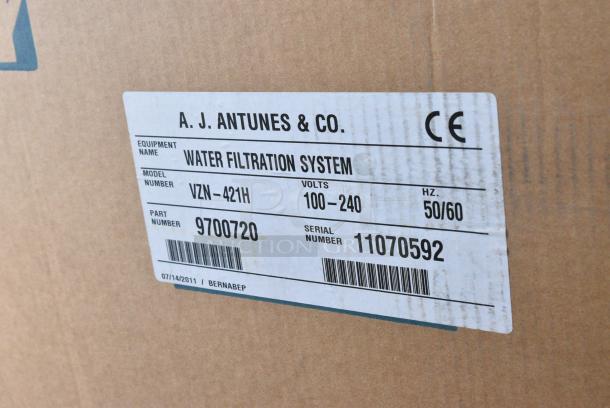 A. J. ANTUNES & CO. CE
EQUIPMENT NAME WATER FILTRATION SYSTEM
MODEL NUMBER VZN-421H VOLTS 100-240 HZ. 50/60
PART NUMBER 9700720 SERIAL NUMBER 11070592
07/14/2011 / BERNABEP